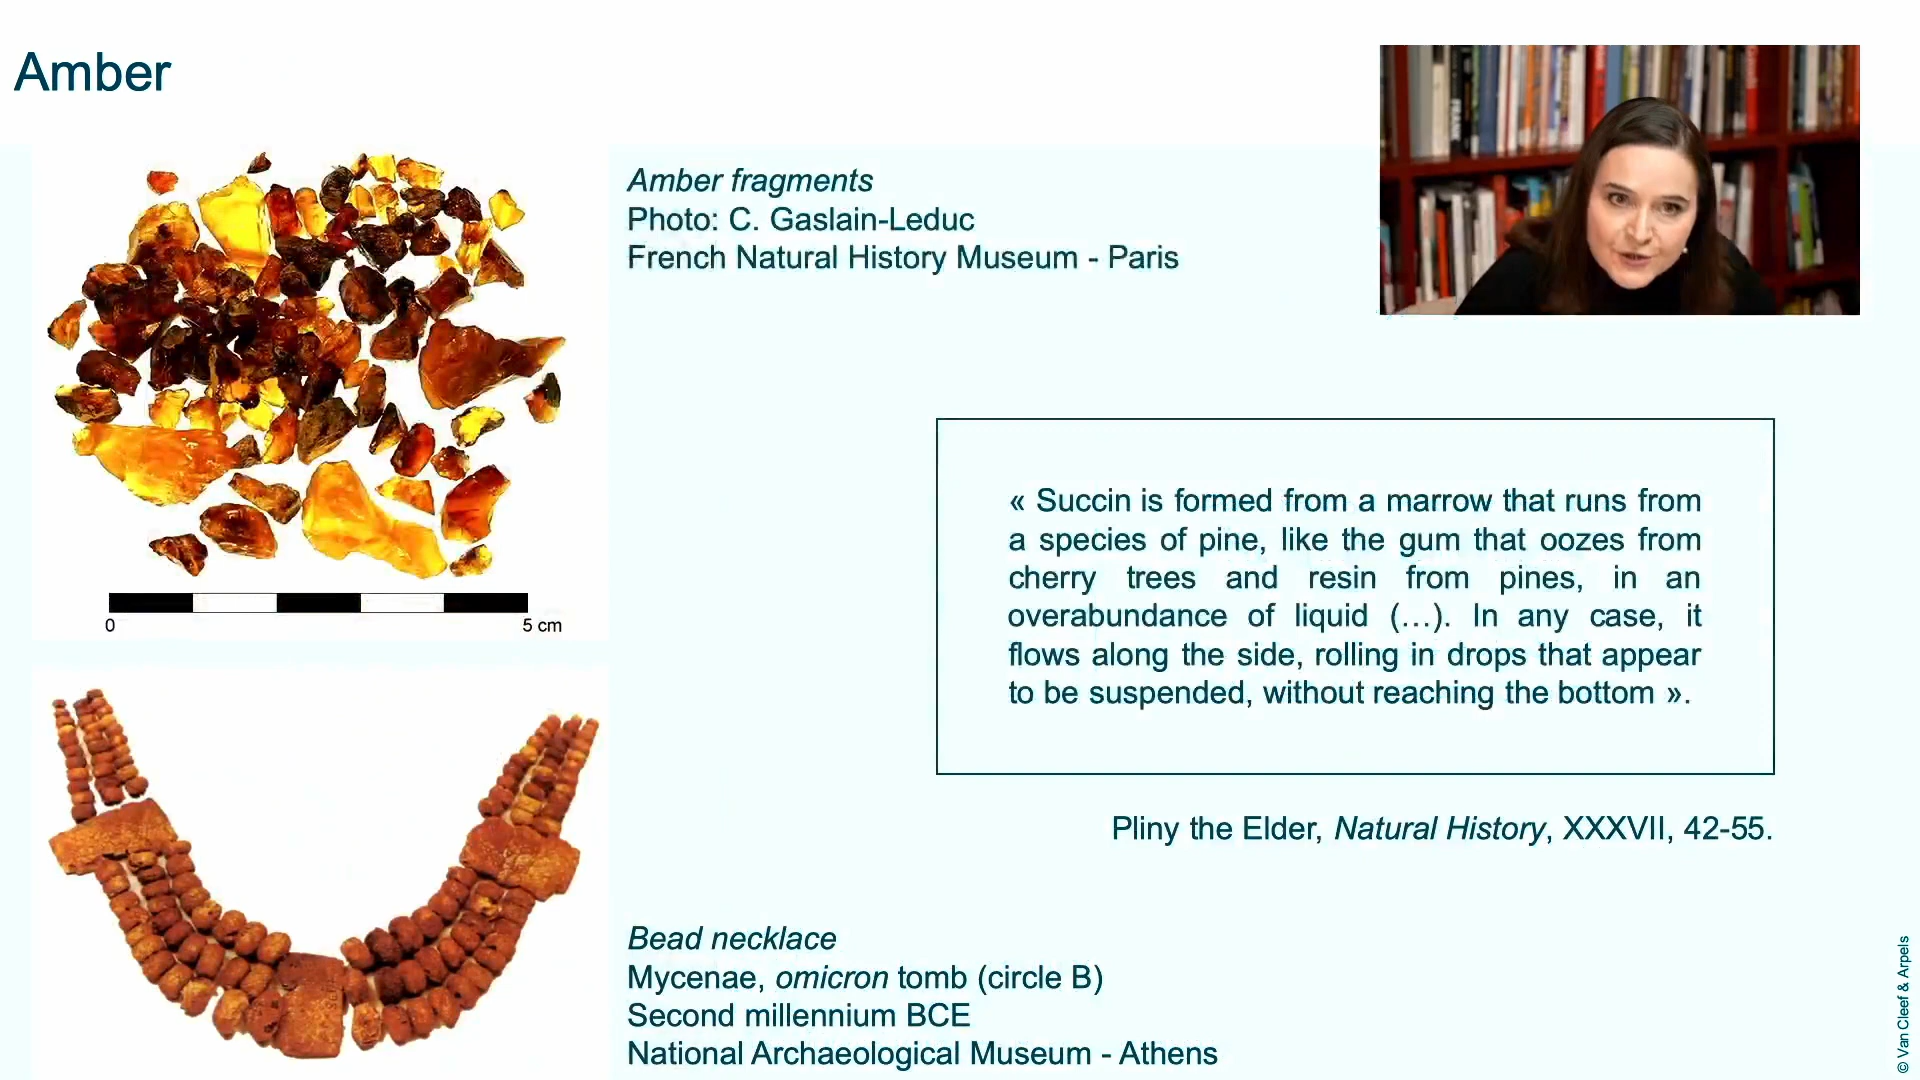 Amber
Amber fragments
Photo: C. Gaslain-Leduc
French Natural History Museum - Paris
0
5 cm
« Succin is formed from a marrow that runs from
a species of pine, like the gum that oozes from
cherry trees and resin from pines, in an
overabundance of liquid (…). In any case, it
flows along the side, rolling in drops that appear
to be suspended, without reaching the bottom ».
Pliny the Elder, Natural History, XXXVII, 42-55.
Bead necklace
Mycenae, omicron tomb (circle B)
Second millennium BCE
National Archaeological Museum - Athens
© Van Cleef & Arpels